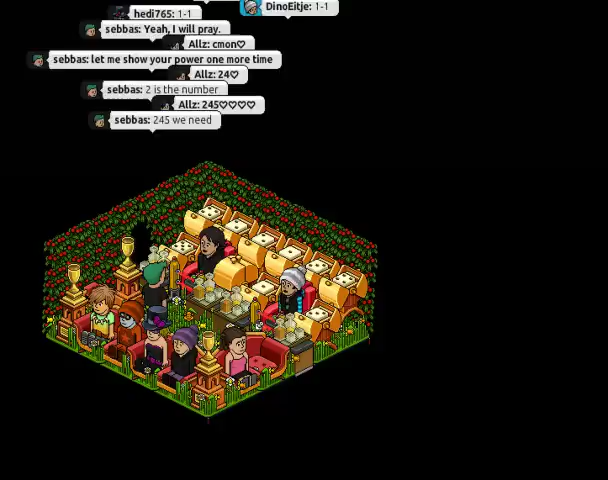 DinoEitje: 1-1
hedi765: 1-1
sebbas: Yeah, I will pray.
Allz: cmon♡
sebbas: let me show your power one more time
Allz: 24♡
sebbas: 2 is the number
Allz: 245♡♡♡♡
sebbas: 245 we need